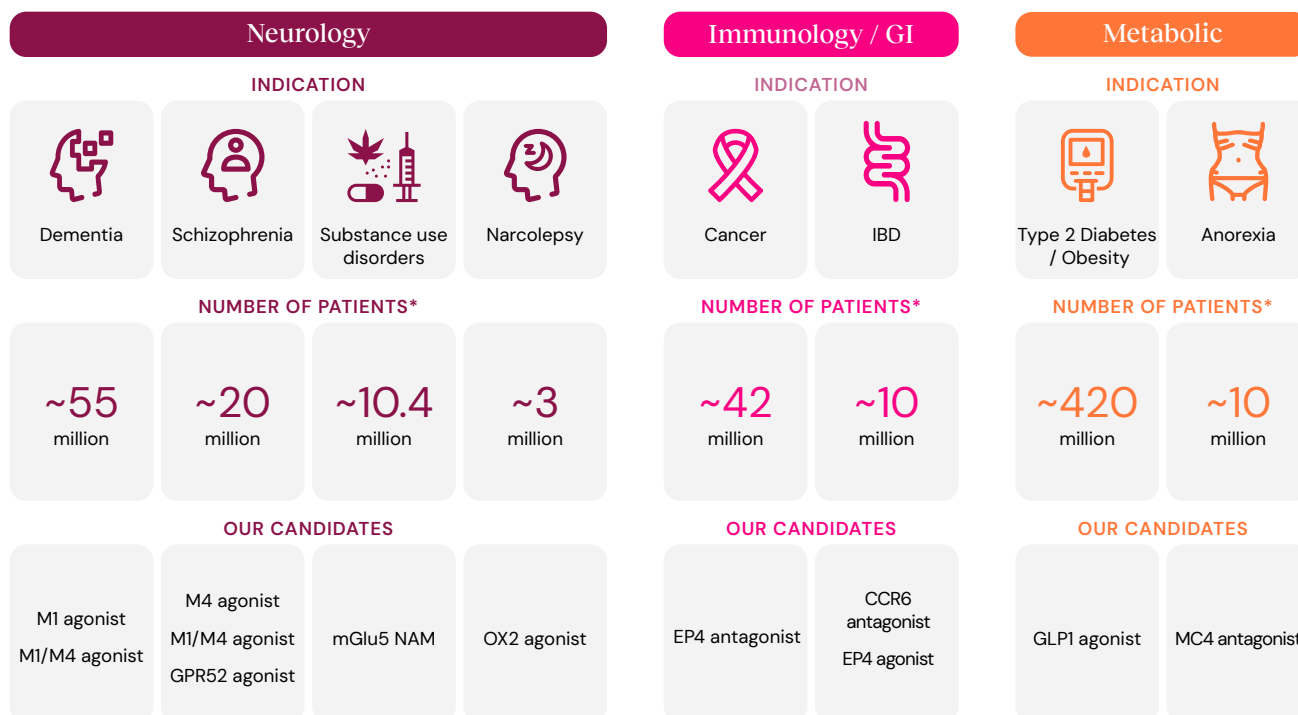 Neurology
INDICATION
Dementia
Schizophrenia
Substance use
disorders
Narcolepsy
NUMBER OF PATIENTS*
~55
million
~20
million
~10.4
million
~3
million
OUR CANDIDATES
M1 agonist
M1/M4 agonist
M4 agonist
M1/M4 agonist
GPR52 agonist
mGlu5 NAM
OX2 agonist
Immunology / GI
INDICATION
Cancer
IBD
NUMBER OF PATIENTS*
~42
million
~10
million
OUR CANDIDATES
EP4 antagonist
CCR6
antagonist
EP4 agonist
Metabolic
INDICATION
Type 2 Diabetes
/ Obesity
Anorexia
NUMBER OF PATIENTS*
~420
million
~10
million
OUR CANDIDATES
GLP1 agonist
MC4 antagonist